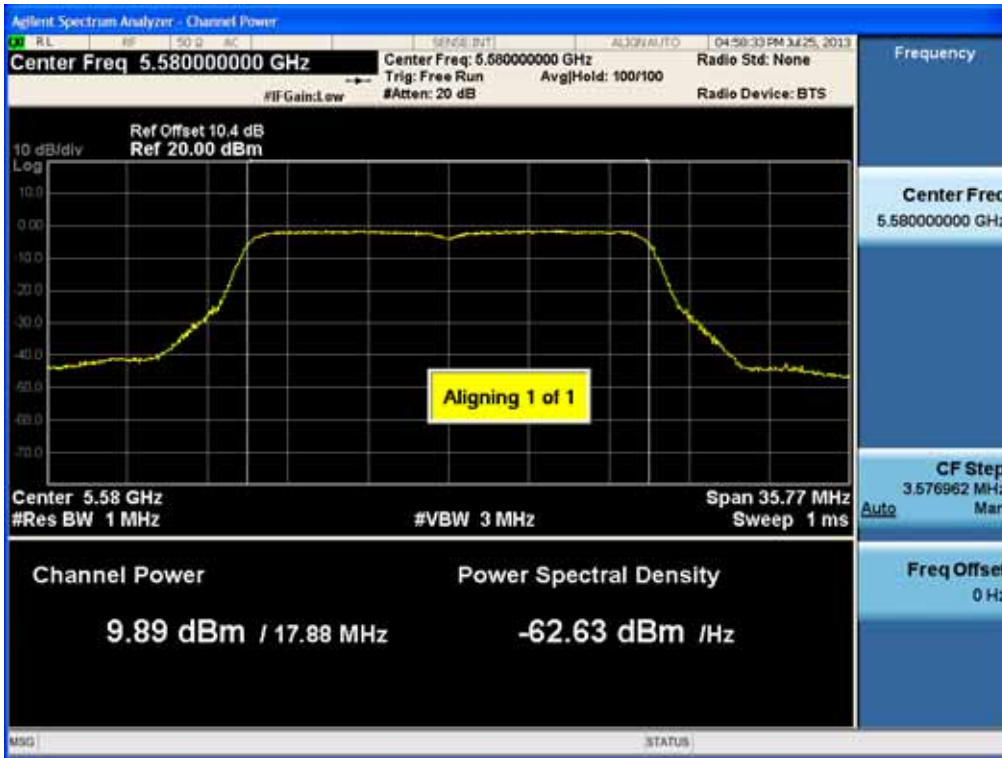 Agilent Spectrum Analyzer - Channel Power
RL RF 50 Ω AC SENSE:INT ALIGNAUTO 04:58:33 PM Jul 25, 2013
Center Freq 5.580000000 GHz
Center Freq: 5.580000000 GHz Radio Std: None
Trig: Free Run Avg|Hold: 100/100
#IFGain:Low #Atten: 20 dB Radio Device: BTS
Ref Offset 10.4 dB
10 dB/div Ref 20.00 dBm
Log
10.0
0.00
-10.0
-20.0
-30.0
-40.0
-50.0
-60.0
-70.0
Aligning 1 of 1
Center 5.58 GHz Span 35.77 MHz
#Res BW 1 MHz #VBW 3 MHz Sweep 1 ms
Channel Power Power Spectral Density
9.89 dBm / 17.88 MHz -62.63 dBm /Hz
MSG STATUS
Frequency
Center Freq
5.580000000 GHz
CF Step
3.576962 MHz
Auto Man
Freq Offset
0 Hz